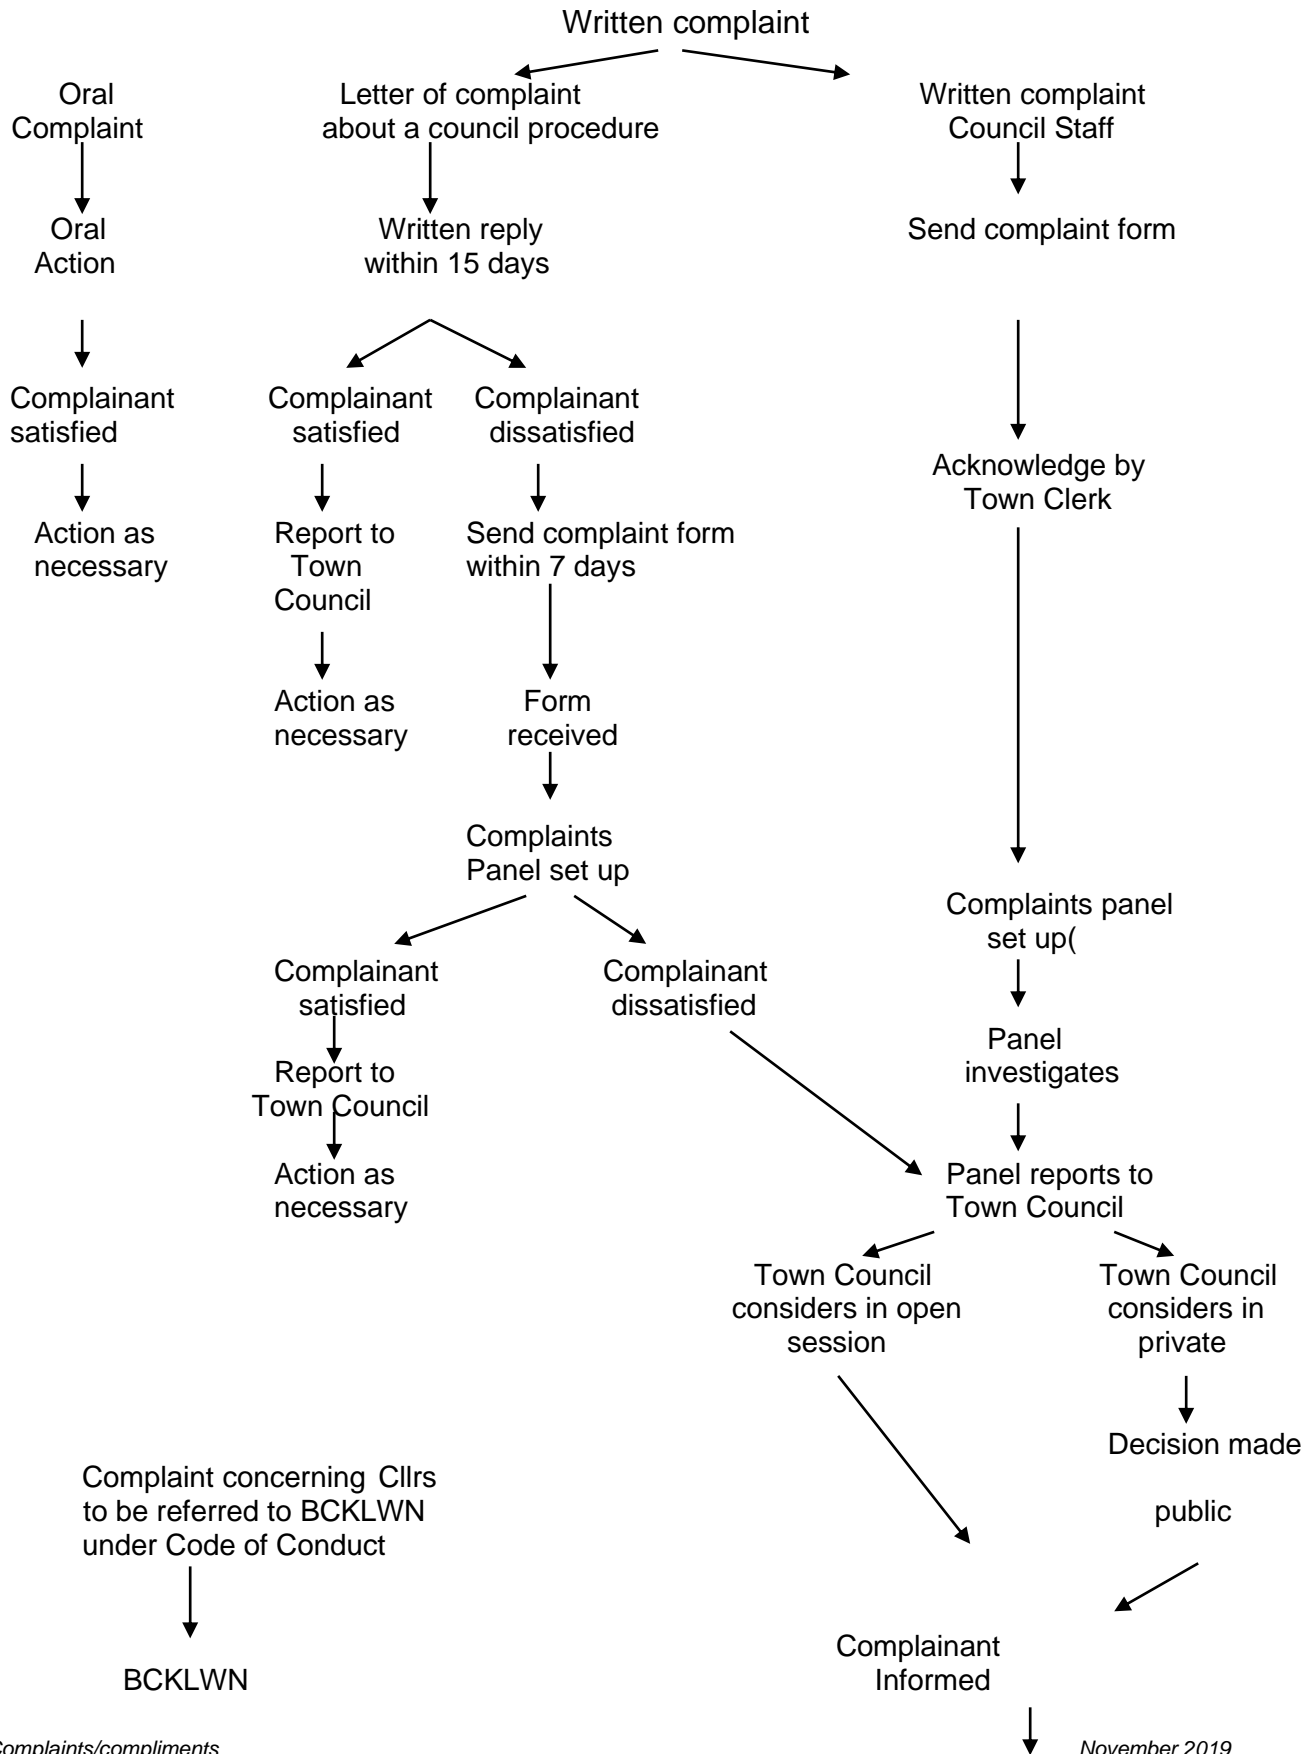 Written complaint
Oral
Complaint
Letter of complaint
about a council procedure
Written complaint
Council Staff
Oral
Action
Written reply
within 15 days
Send complaint form
Complainant
satisfied
Complainant
satisfied
Complainant
dissatisfied
Acknowledge by
Town Clerk
Action as
necessary
Report to
Town
Council
Send complaint form
within 7 days
Action as
necessary
Form
received
Complaints
Panel set up
Complaints panel
set up(
Complainant
satisfied
Complainant
dissatisfied
Panel
investigates
Report to
Town Council
Action as
necessary
Panel reports to
Town Council
Town Council
considers in open
session
Town Council
considers in
private
Decision made
public
Complaint concerning Cllrs
to be referred to BCKLWN
under Code of Conduct
BCKLWN
Complainant
Informed
Complaints/compliments
November 2019